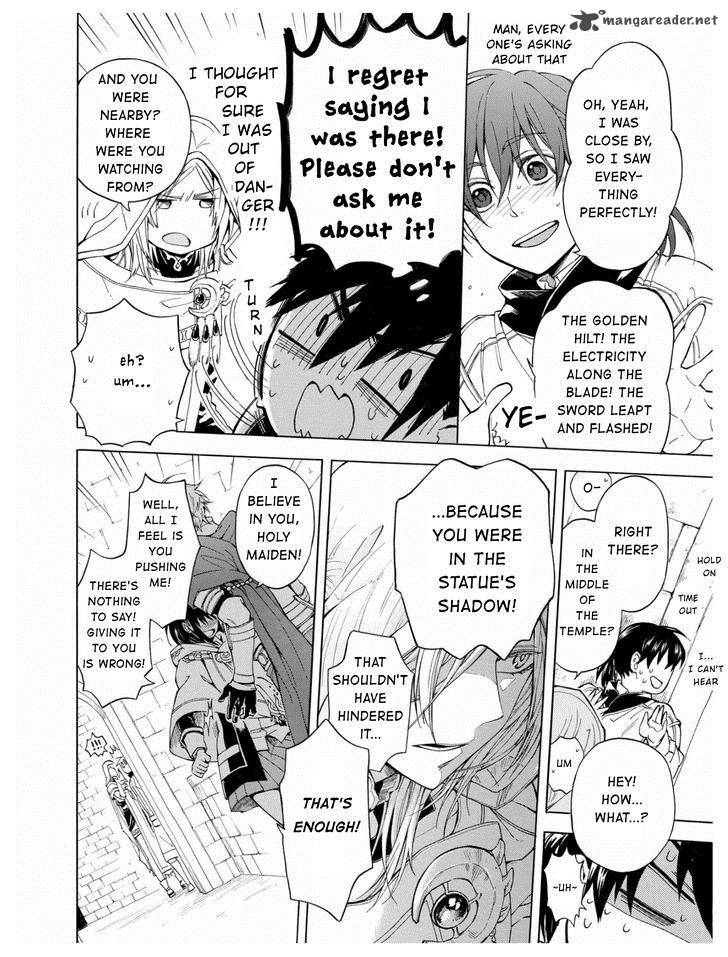 mangareader.net
MAN, EVERY
ONE'S ASKING
ABOUT THAT
OH, YEAH,
I WAS
CLOSE BY,
SO I SAW
EVERY-
THING
PERFECTLY!
THE GOLDEN
HILT! THE
ELECTRICITY
ALONG THE
BLADE! THE
SWORD LEAPT
AND FLASHED!
YE-
I regret
saying I
was there!
Please don't
ask me
about it!
I THOUGHT
FOR
SURE
I WAS
OUT
OF
DAN-
GER
!!!
TURN
AND YOU
WERE
NEARBY?
WHERE
WERE YOU
WATCHING
FROM?
eh?
um...
O-
RIGHT
THERE?
IN
THE
MIDDLE
OF
THE
TEMPLE?
HOLD
ON
TIME
OUT
I...
I CAN'T
HEAR
UM
HEY!
HOW...
WHAT...?
~UH~
...BECAUSE
YOU WERE
IN THE
STATUE'S
SHADOW!
THAT
SHOULDN'T
HAVE
HINDERED
IT...
THAT'S
ENOUGH!
I
BELIEVE
IN YOU,
HOLY
MAIDEN!
WELL,
ALL I
FEEL IS
YOU
PUSHING
ME!
THERE'S
NOTHING
TO SAY!
GIVING IT
TO YOU
IS WRONG!
!!!